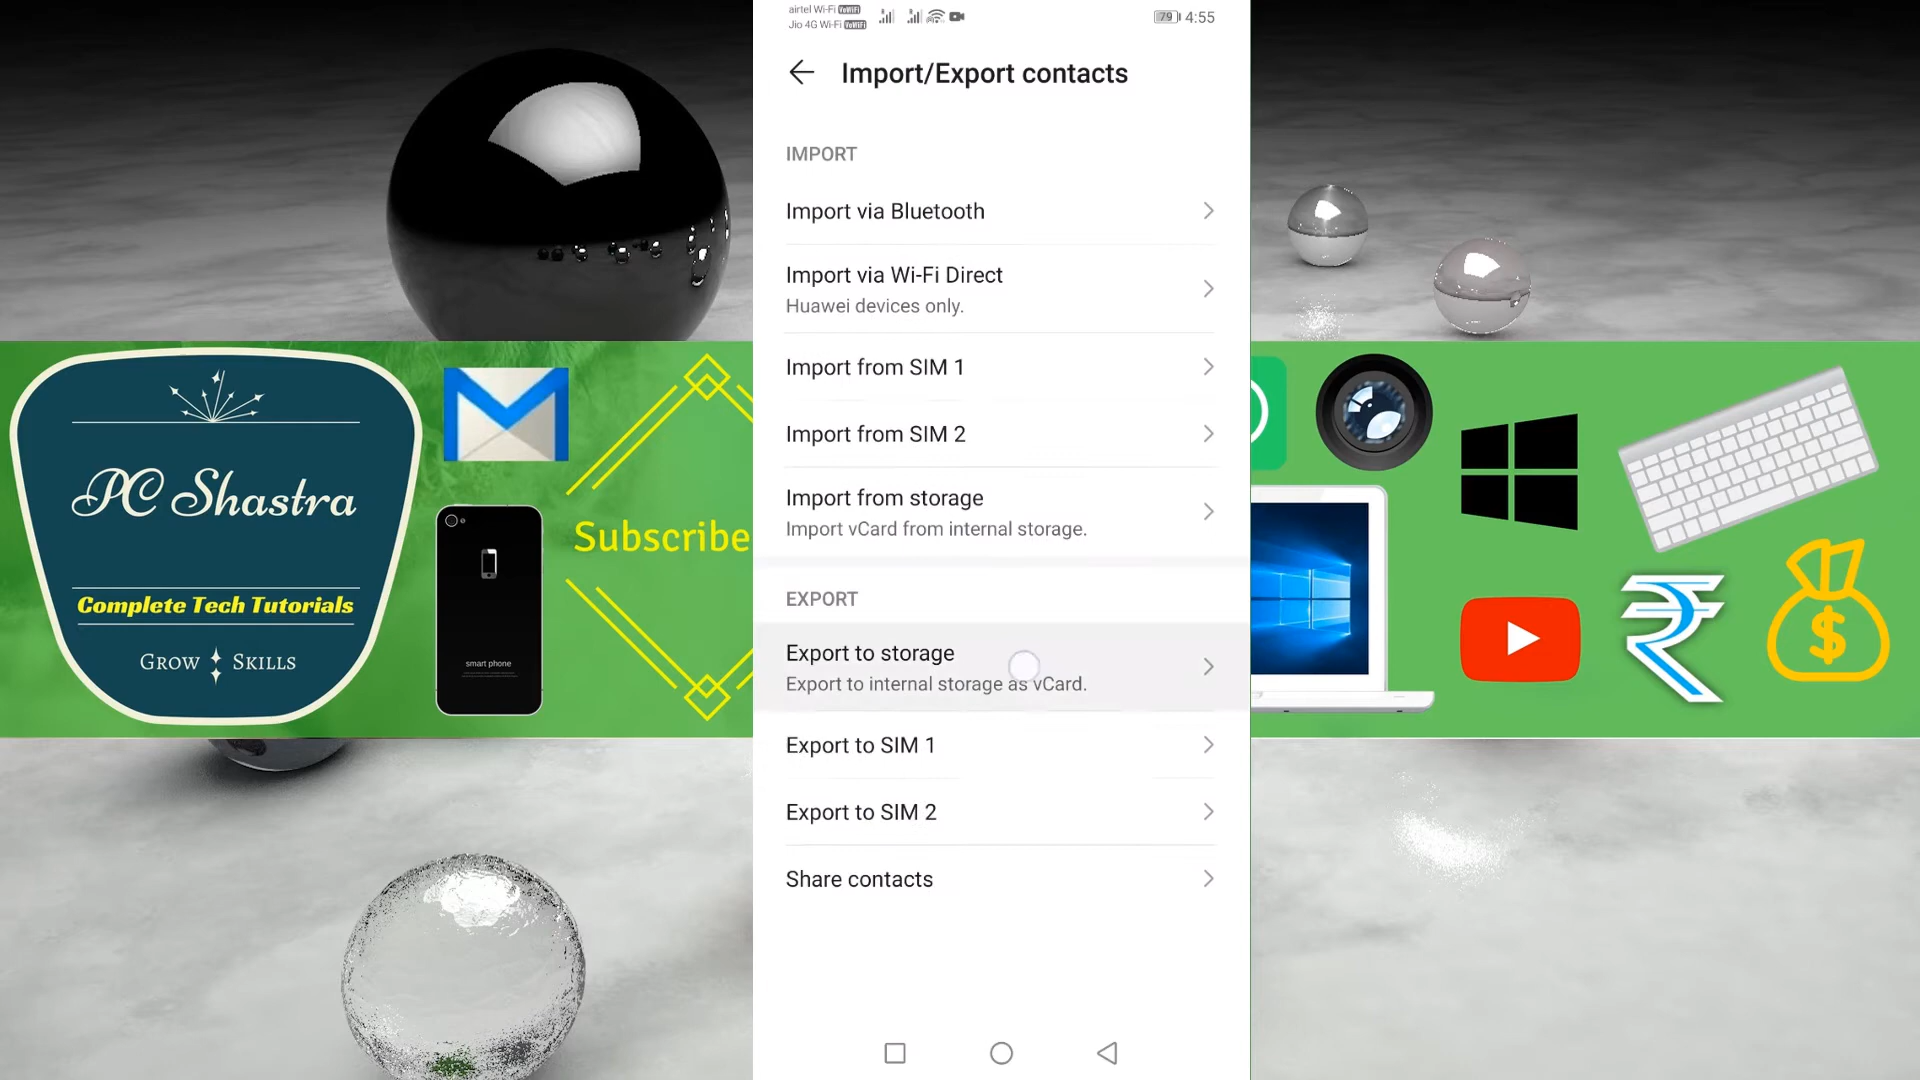 airtel Wi-Fi VoWiFi
Jio 4G Wi-Fi VoWiFi
79 4:55
Import/Export contacts
IMPORT
Import via Bluetooth
Import via Wi-Fi Direct
Huawei devices only.
Import from SIM 1
Import from SIM 2
Import from storage
Import vCard from internal storage.
EXPORT
Export to storage
Export to internal storage as vCard.
Export to SIM 1
Export to SIM 2
Share contacts
PC Shastra
Complete Tech Tutorials
Grow Skills
smart phone
Subscribe